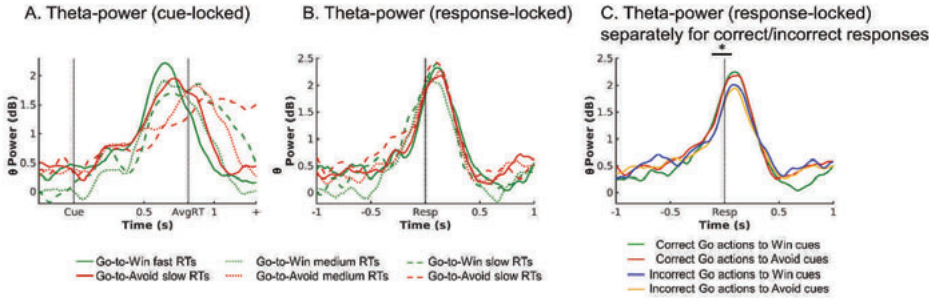 A. Theta-power (cue-locked)
B. Theta-power (response-locked)
C. Theta-power (response-locked)
separately for correct/incorrect responses
*
θ Power (dB)
2
1.5
1
0.5
0
Cue
0.5
AvgRT
1
+
Time (s)
θ Power (dB)
2
1.5
1
0.5
0
-1
-0.5
Resp
0.5
1
Time (s)
θ Power (dB)
2.5
2
1.5
1
0.5
0
-1
-0.5
Resp
0.5
1
Time (s)
Go-to-Win fast RTs
Go-to-Win medium RTs
Go-to-Win slow RTs
Go-to-Avoid slow RTs
Go-to-Avoid medium RTs
Go-to-Avoid slow RTs
Correct Go actions to Win cues
Correct Go actions to Avoid cues
Incorrect Go actions to Win cues
Incorrect Go actions to Avoid cues